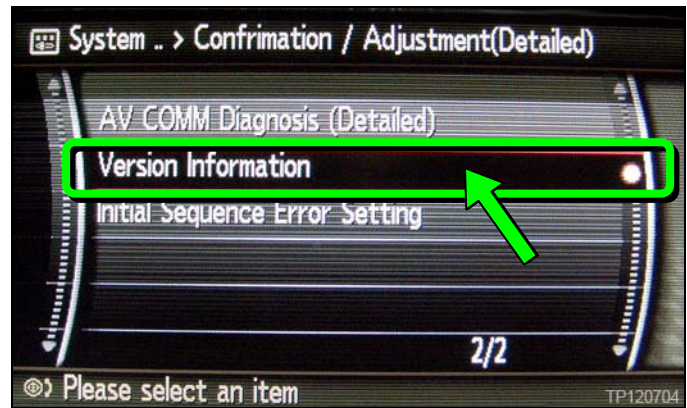 System .. > Confrimation / Adjustment(Detailed)
AV COMM Diagnosis (Detailed)
Version Information
Initial Sequence Error Setting
2/2
Please select an item
TP120704